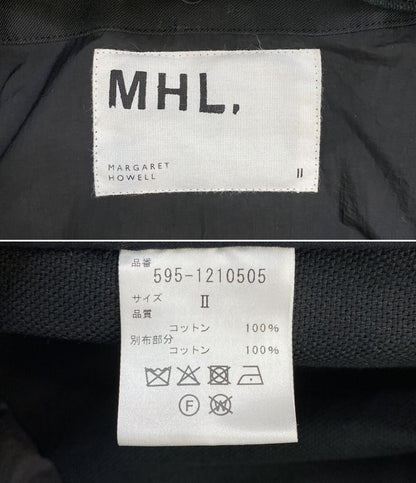 MHL.
MARGARET
HOWELL
II
品番
595-1210505
サイズ II
品質
コットン 100%
別布部分
コットン 100%
F W